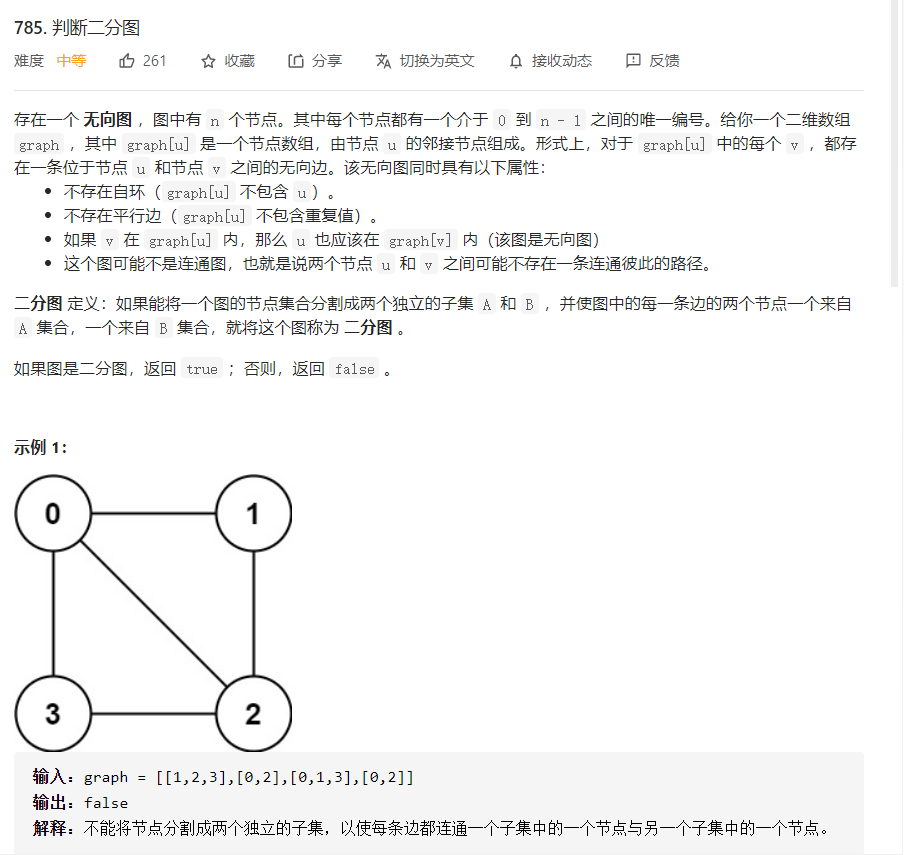 785. 判断二分图
难度 中等 261 收藏 分享 切换为英文 接收动态 反馈
存在一个 无向图 ，图中有 n 个节点。其中每个节点都有一个介于 0 到 n - 1 之间的唯一编号。给你一个二维数组
graph ，其中 graph[u] 是一个节点数组，由节点 u 的邻接节点组成。形式上，对于 graph[u] 中的每个 v ，都存
在一条位于节点 u 和节点 v 之间的无向边。该无向图同时具有以下属性：
不存在自环（graph[u] 不包含 u）。
不存在平行边（graph[u] 不包含重复值）。
如果 v 在 graph[u] 内，那么 u 也应该在 graph[v] 内（该图是无向图）
这个图可能不是连通图，也就是说两个节点 u 和 v 之间可能不存在一条连通彼此的路径。
二分图 定义：如果能将一个图的节点集合分割成两个独立的子集 A 和 B ，并使图中的每一条边的两个节点一个来自
A 集合，一个来自 B 集合，就将这个图称为 二分图 。
如果图是二分图，返回 true ；否则，返回 false 。
示例 1：
0 1
3 2
输入：graph = [[1,2,3],[0,2],[0,1,3],[0,2]]
输出：false
解释：不能将节点分割成两个独立的子集，以使每条边都连通一个子集中的一个节点与另一个子集中的一个节点。